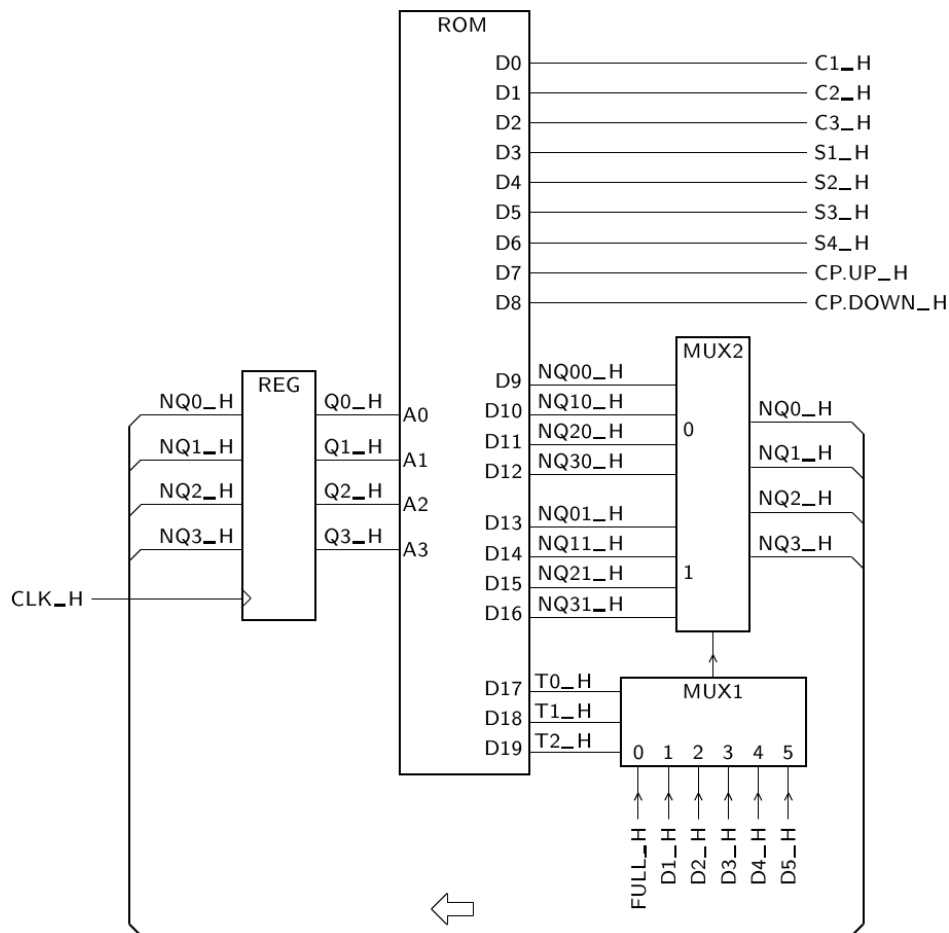 ROM
D0 C1_H
D1 C2_H
D2 C3_H
D3 S1_H
D4 S2_H
D5 S3_H
D6 S4_H
D7 CP.UP_H
D8 CP.DOWN_H
MUX2
REG
D9 NQ00_H
NQ0_H Q0_H A0 D10 NQ10_H 0 NQ0_H
D11 NQ20_H
NQ1_H Q1_H A1 D12 NQ30_H NQ1_H
NQ2_H Q2_H A2 D13 NQ01_H NQ2_H
NQ3_H Q3_H A3 D14 NQ11_H NQ3_H
D15 NQ21_H 1
CLK_H D16 NQ31_H
D17 T0_H MUX1
D18 T1_H
D19 T2_H 0 1 2 3 4 5
FULL_H
D1_H
D2_H
D3_H
D4_H
D5_H